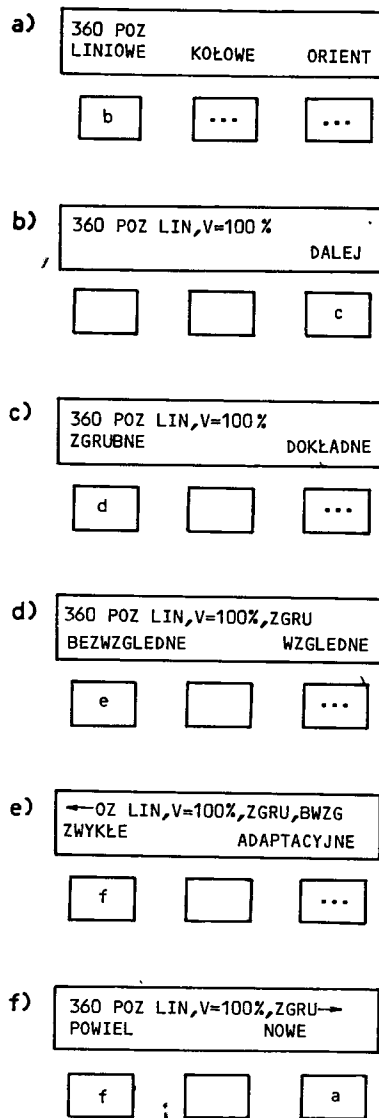 a)
360 POZ
LINIOWE KOŁOWE ORIENT
b ... ...
b)
360 POZ LIN,V=100%
DALEJ
c
c)
360 POZ LIN,V=100%
ZGRUBNE DOKŁADNE
d ...
d)
360 POZ LIN,V=100%,ZGRU
BEZWZGLEDNE WZGLEDNE
e ...
e)
←OZ LIN,V=100%,ZGRU,BWZG
ZWYKŁE ADAPTACYJNE
f ...
f)
360 POZ LIN,V=100%,ZGRU→
POWIEL NOWE
f a